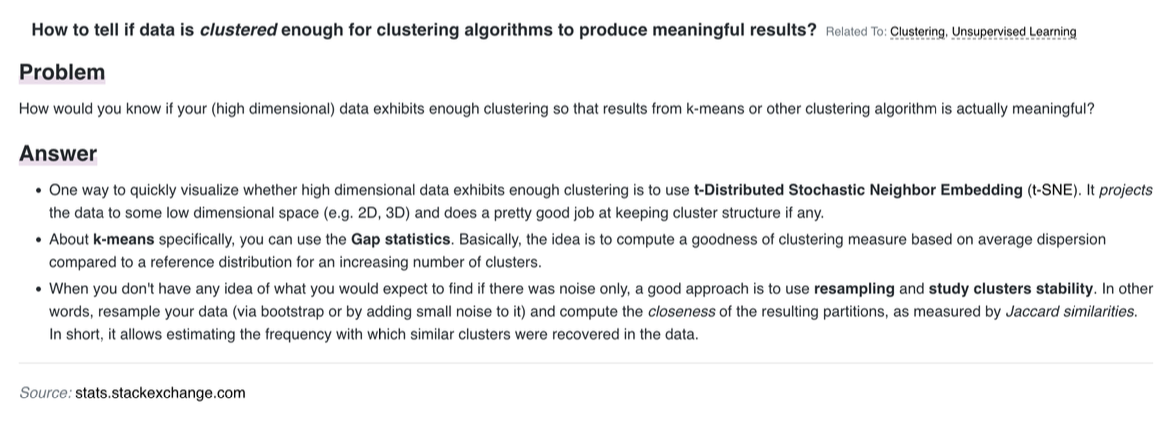 How to tell if data is clustered enough for clustering algorithms to produce meaningful results? Related To: Clustering, Unsupervised Learning
Problem
How would you know if your (high dimensional) data exhibits enough clustering so that results from k-means or other clustering algorithm is actually meaningful?
Answer
• One way to quickly visualize whether high dimensional data exhibits enough clustering is to use t-Distributed Stochastic Neighbor Embedding (t-SNE). It projects
the data to some low dimensional space (e.g. 2D, 3D) and does a pretty good job at keeping cluster structure if any.
• About k-means specifically, you can use the Gap statistics. Basically, the idea is to compute a goodness of clustering measure based on average dispersion
compared to a reference distribution for an increasing number of clusters.
• When you don't have any idea of what you would expect to find if there was noise only, a good approach is to use resampling and study clusters stability. In other
words, resample your data (via bootstrap or by adding small noise to it) and compute the closeness of the resulting partitions, as measured by Jaccard similarities.
In short, it allows estimating the frequency with which similar clusters were recovered in the data.
Source: stats.stackexchange.com